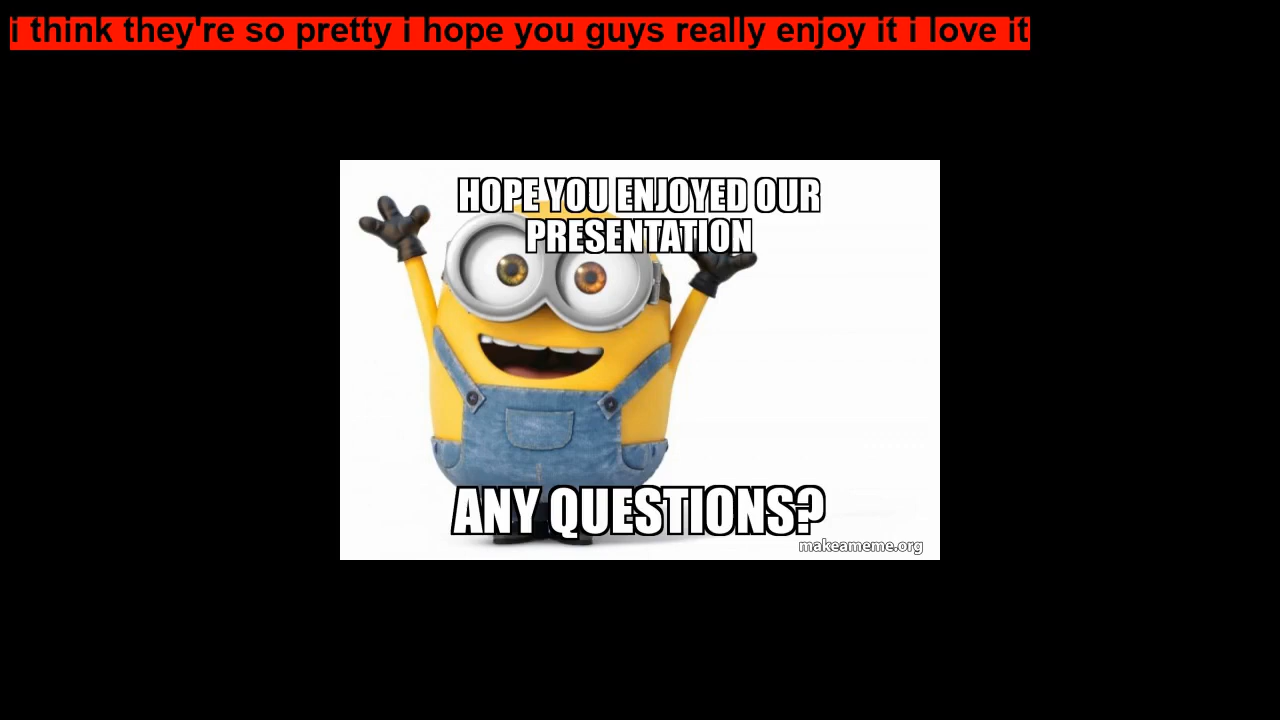 i think they're so pretty i hope you guys really enjoy it i love it
HOPE YOU ENJOYED OUR
PRESENTATION
ANY QUESTIONS?
makeameme.org